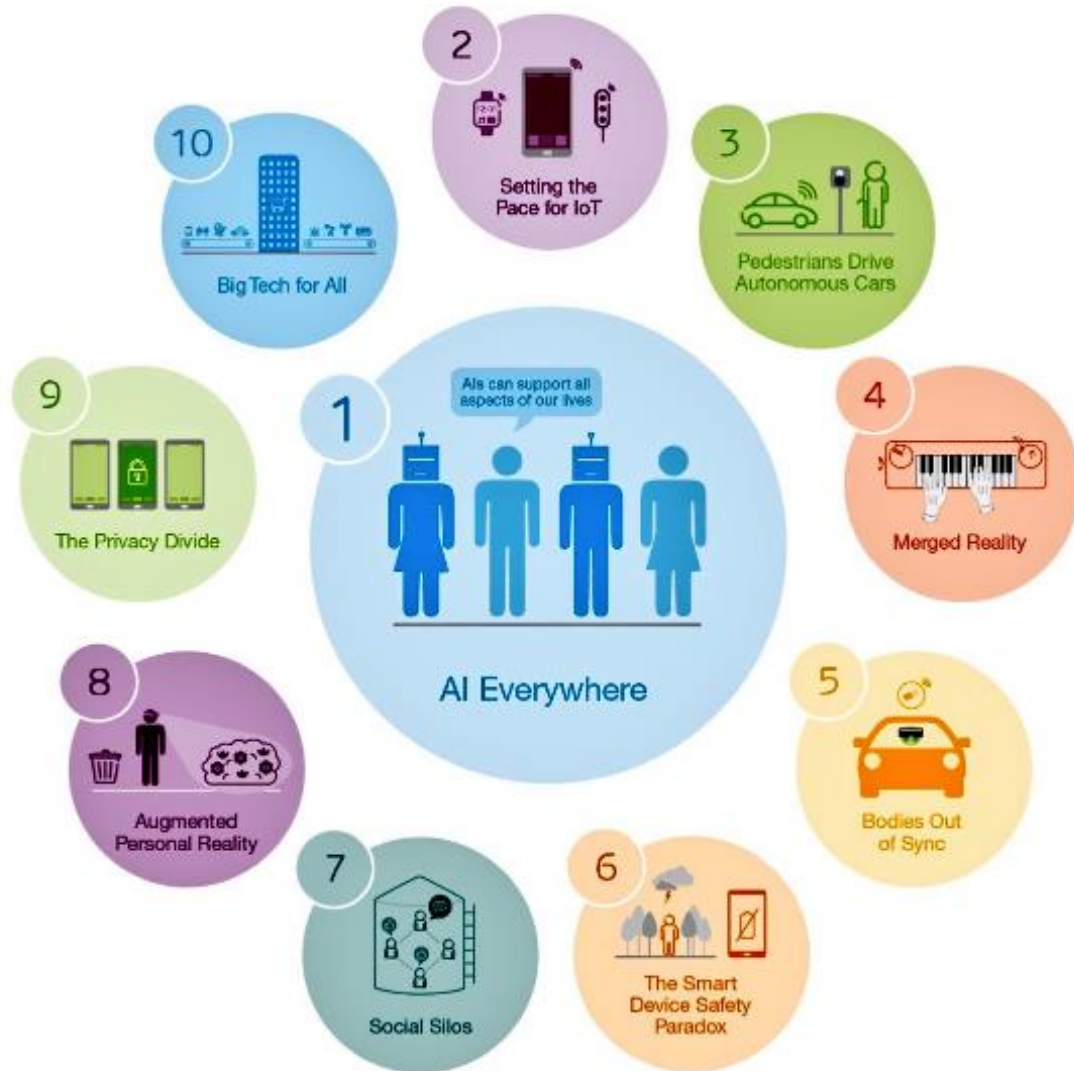 1
AIs can support all
aspects of our lives
AI Everywhere
2
Setting the
Pace for IoT
3
Pedestrians Drive
Autonomous Cars
4
Merged Reality
5
Bodies Out
of Sync
6
The Smart
Device Safety
Paradox
7
Social Silos
8
Augmented
Personal Reality
9
The Privacy Divide
10
Big Tech for All